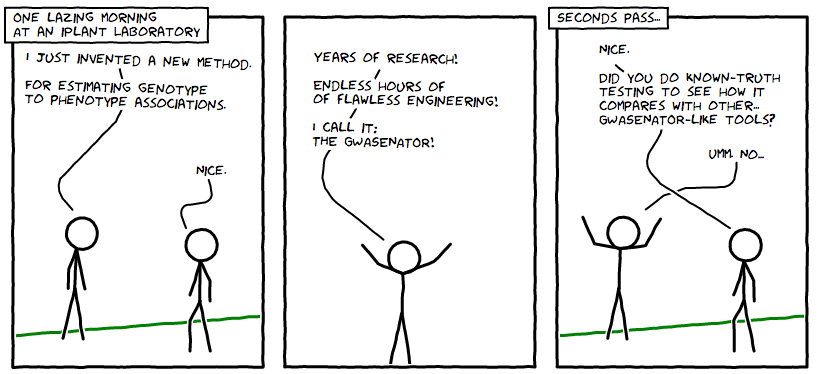 ONE LAZING MORNING
AT AN IPLANT LABORATORY
I JUST INVENTED A NEW METHOD.
FOR ESTIMATING GENOTYPE
TO PHENOTYPE ASSOCIATIONS.
NICE.
YEARS OF RESEARCH!
ENDLESS HOURS OF
OF FLAWLESS ENGINEERING!
I CALL IT:
THE GWASENATOR!
SECONDS PASS...
NICE.
DID YOU DO KNOWN-TRUTH
TESTING TO SEE HOW IT
COMPARES WITH OTHER...
GWASENATOR-LIKE TOOLS?
UMM. NO...